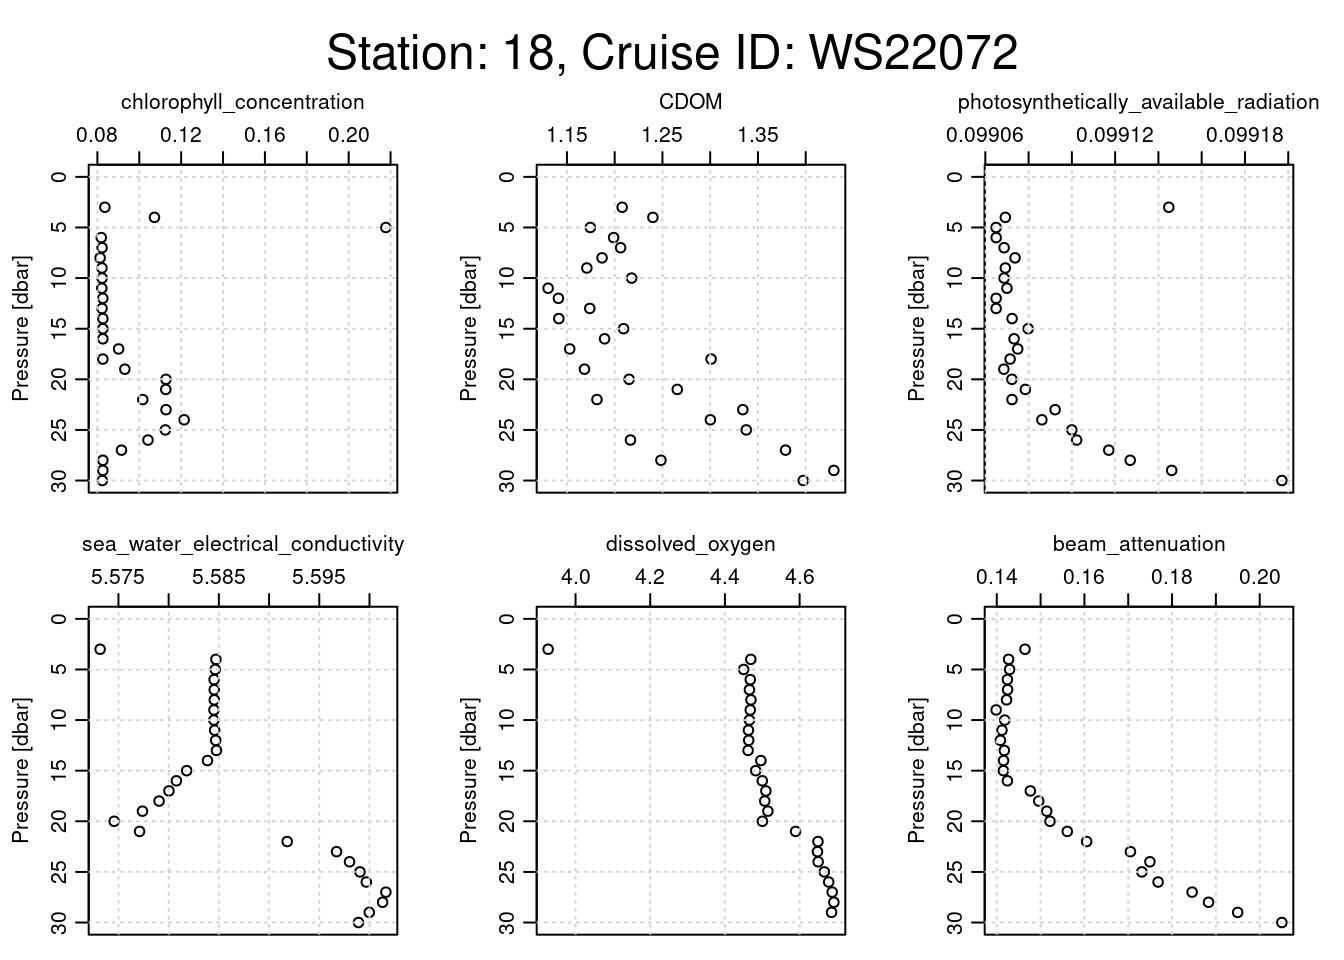 Station: 18, Cruise ID: WS22072
chlorophyll_concentration
0.08 0.12 0.16 0.20
Pressure [dbar]
0 5 10 15 20 25 30
CDOM
1.15 1.25 1.35
Pressure [dbar]
0 5 10 15 20 25 30
photosynthetically_available_radiation
0.09906 0.09912 0.09918
Pressure [dbar]
0 5 10 15 20 25 30
sea_water_electrical_conductivity
5.575 5.585 5.595
Pressure [dbar]
0 5 10 15 20 25 30
dissolved_oxygen
4.0 4.2 4.4 4.6
Pressure [dbar]
0 5 10 15 20 25 30
beam_attenuation
0.14 0.16 0.18 0.20
Pressure [dbar]
0 5 10 15 20 25 30